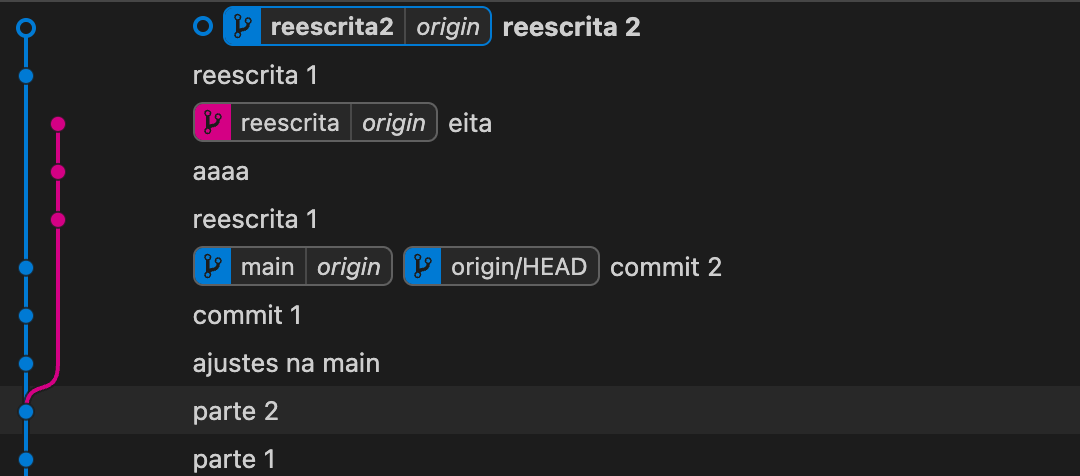 reescrita2 origin reescrita 2
reescrita 1
reescrita origin eita
aaaa
reescrita 1
main origin origin/HEAD commit 2
commit 1
ajustes na main
parte 2
parte 1